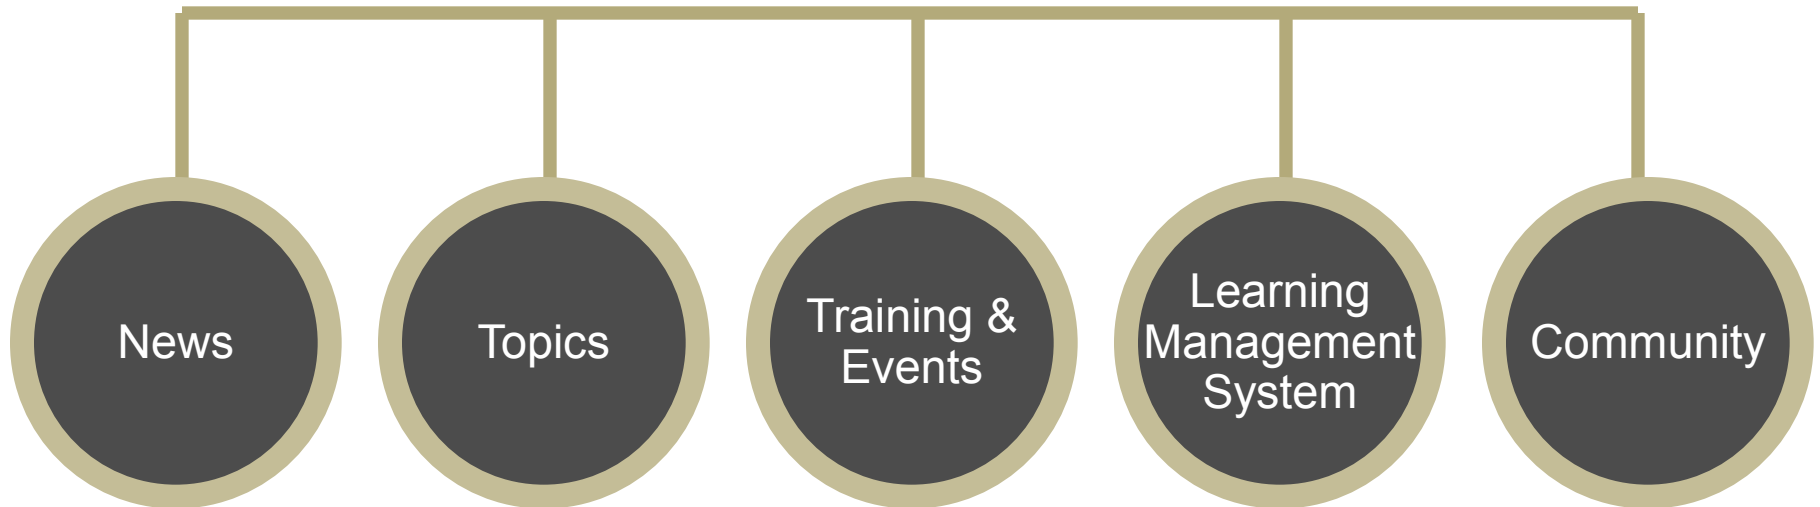 News
Topics
Training &
Events
Learning
Management
System
Community